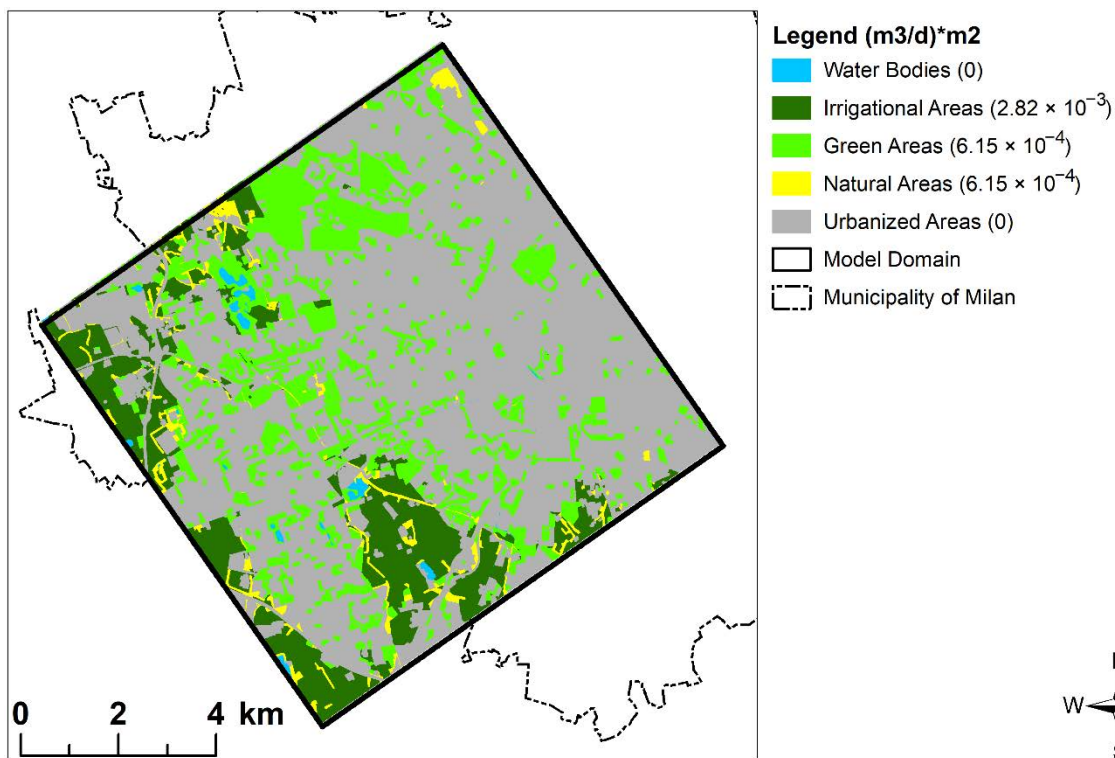 Legend (m3/d)*m2
Water Bodies (0)
Irrigational Areas (2.82 × 10⁻³)
Green Areas (6.15 × 10⁻⁴)
Natural Areas (6.15 × 10⁻⁴)
Urbanized Areas (0)
Model Domain
Municipality of Milan
0 2 4 km
W